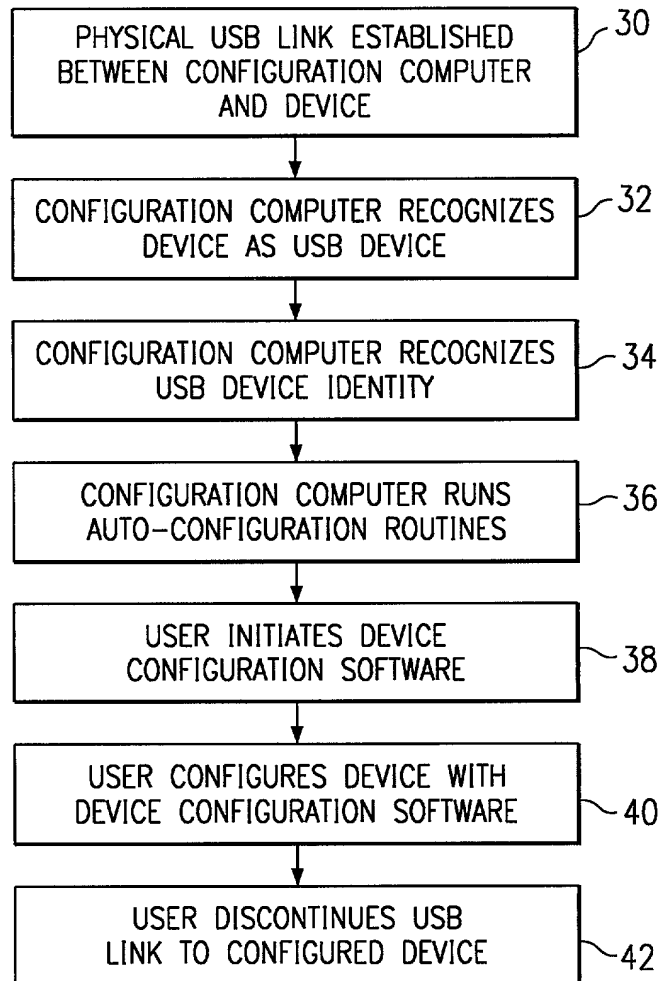 PHYSICAL USB LINK ESTABLISHED
BETWEEN CONFIGURATION COMPUTER
AND DEVICE
30
CONFIGURATION COMPUTER RECOGNIZES
DEVICE AS USB DEVICE
32
CONFIGURATION COMPUTER RECOGNIZES
USB DEVICE IDENTITY
34
CONFIGURATION COMPUTER RUNS
AUTO-CONFIGURATION ROUTINES
36
USER INITIATES DEVICE
CONFIGURATION SOFTWARE
38
USER CONFIGURES DEVICE WITH
DEVICE CONFIGURATION SOFTWARE
40
USER DISCONTINUES USB
LINK TO CONFIGURED DEVICE
42